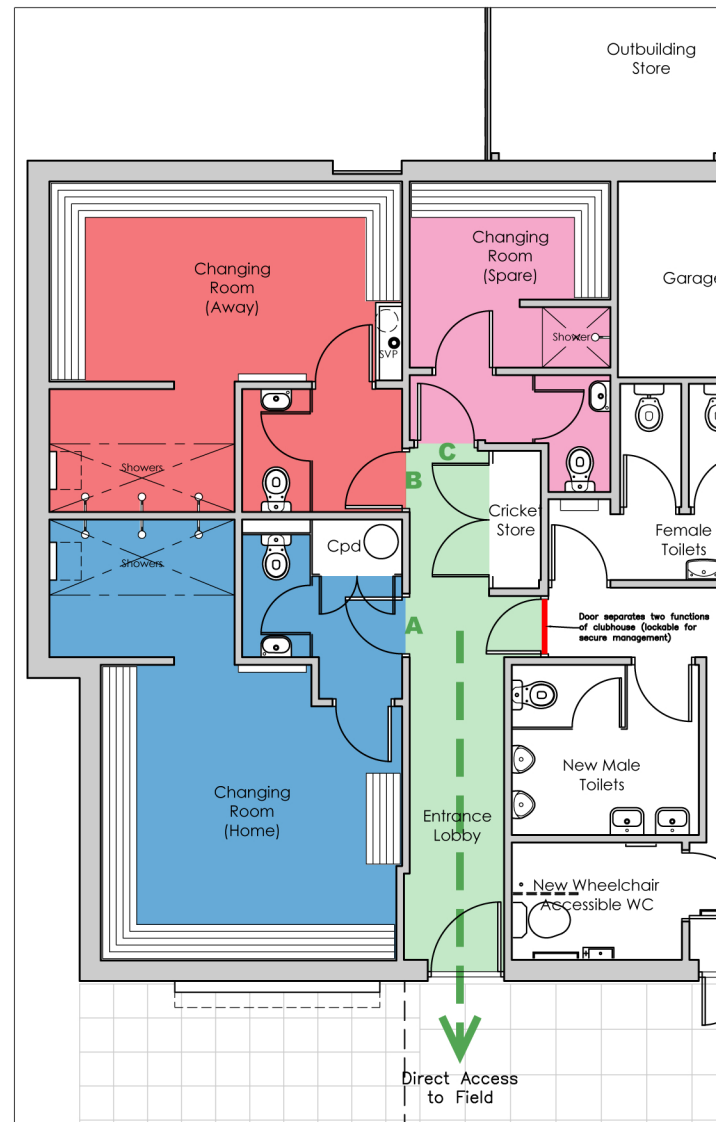 Outbuilding
Store
Changing
Room
(Away)
Changing
Room
(Spare)
Garage
SVP
Shower
C
B
Showers
Cricket
Store
Cpd
Female
Toilets
Showers
A
Door separates two functions
of clubhouse (lockable for
secure management)
New Male
Toilets
Changing
Room
(Home)
Entrance
Lobby
New Wheelchair
Accessible WC
Direct Access
to Field